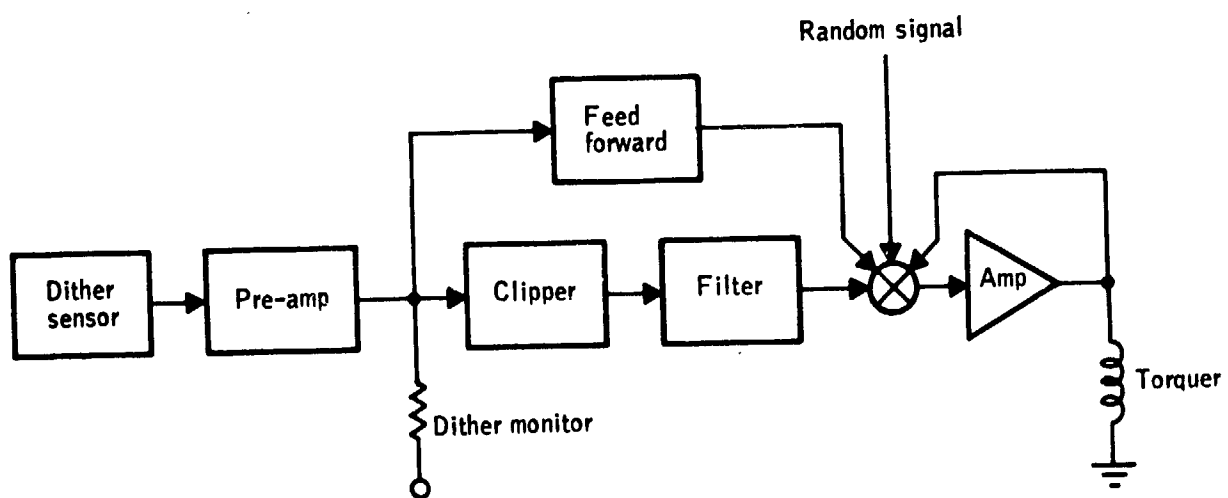 Random signal
Feed
forward
Dither
sensor
Pre-amp
Clipper
Filter
Amp
Torquer
Dither monitor